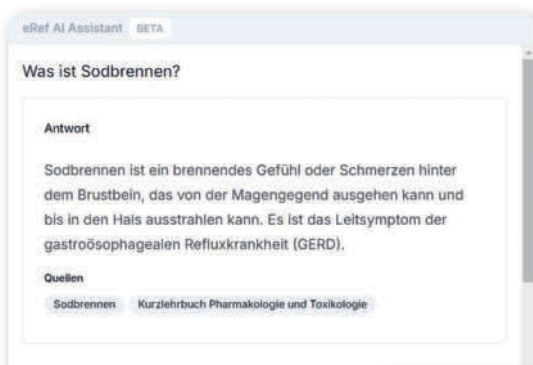 eRef AI Assistant BETA
Was ist Sodbrennen?
Antwort
Sodbrennen ist ein brennendes Gefühl oder Schmerzen hinter
dem Brustbein, das von der Magengegend ausgehen kann und
bis in den Hals ausstrahlen kann. Es ist das Leitsymptom der
gastroösophagealen Refluxkrankheit (GERD).
Quellen
Sodbrennen Kurzlehrbuch Pharmakologie und Toxikologie